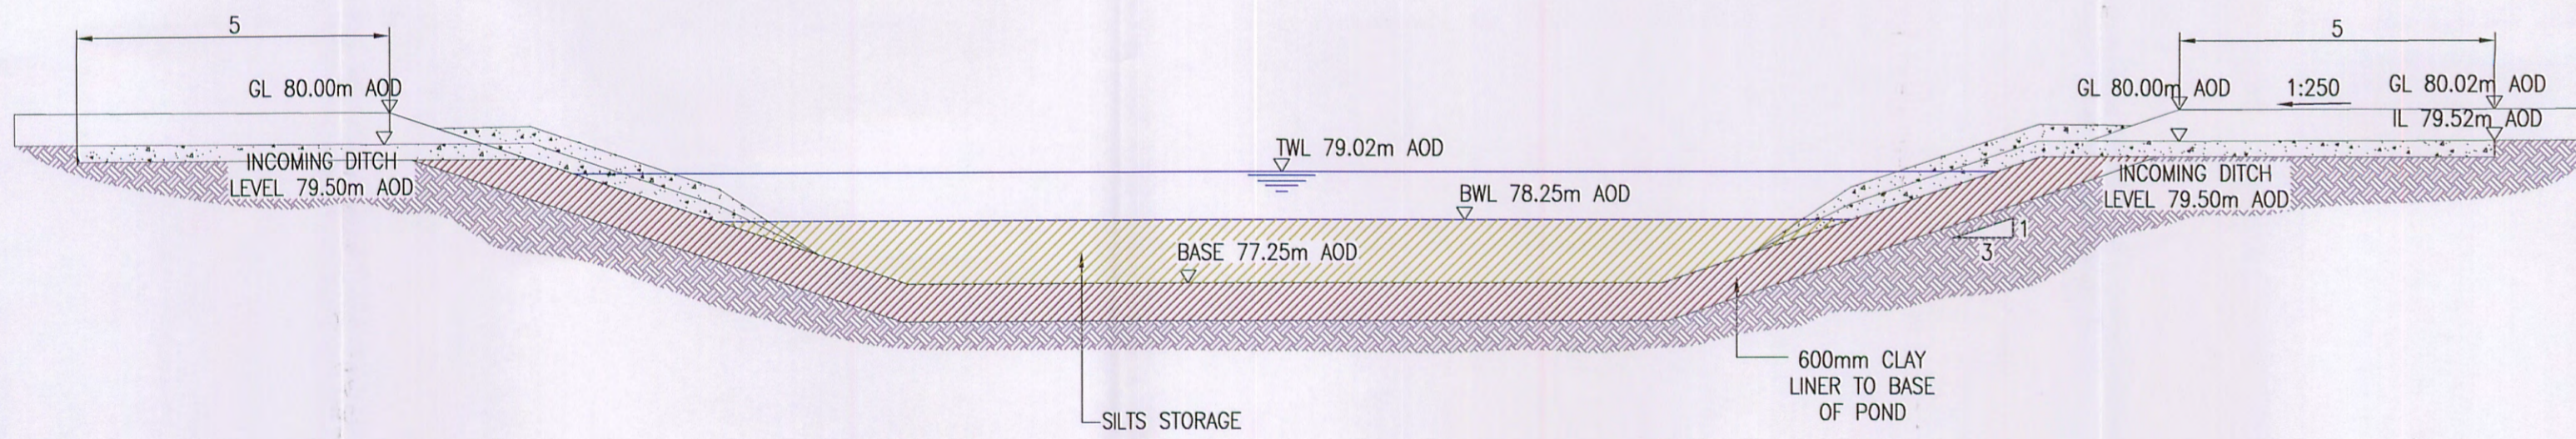 5
5
GL 80.00m AOD
GL 80.00m AOD
1:250
GL 80.02m AOD
IL 79.52m AOD
TWL 79.02m AOD
INCOMING DITCH
LEVEL 79.50m AOD
BWL 78.25m AOD
INCOMING DITCH
LEVEL 79.50m AOD
1
3
BASE 77.25m AOD
600mm CLAY
LINER TO BASE
OF POND
SILTS STORAGE